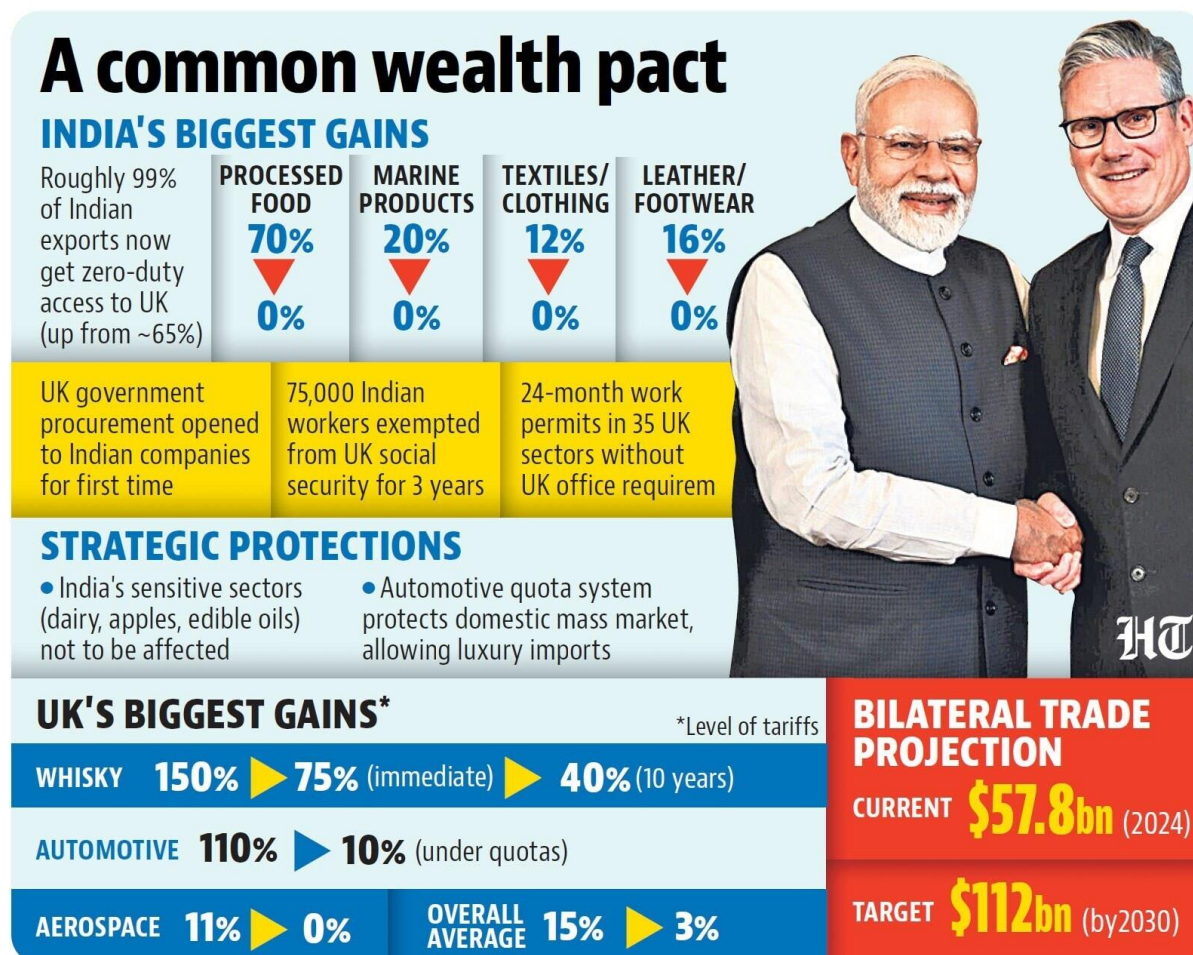 A common wealth pact
INDIA'S BIGGEST GAINS
Roughly 99%
of Indian
exports now
get zero-duty
access to UK
(up from ~65%)
PROCESSED
FOOD
70%
0%
MARINE
PRODUCTS
20%
0%
TEXTILES/
CLOTHING
12%
0%
LEATHER/
FOOTWEAR
16%
0%
UK government
procurement opened
to Indian companies
for first time
75,000 Indian
workers exempted
from UK social
security for 3 years
24-month work
permits in 35 UK
sectors without
UK office requirem
STRATEGIC PROTECTIONS
• India's sensitive sectors
(dairy, apples, edible oils)
not to be affected
• Automotive quota system
protects domestic mass market,
allowing luxury imports
HT
UK'S BIGGEST GAINS*
*Level of tariffs
WHISKY 150% 75% (immediate) 40% (10 years)
AUTOMOTIVE 110% 10% (under quotas)
AEROSPACE 11% 0%
OVERALL
AVERAGE 15% 3%
BILATERAL TRADE
PROJECTION
CURRENT $57.8bn (2024)
TARGET $112bn (by2030)